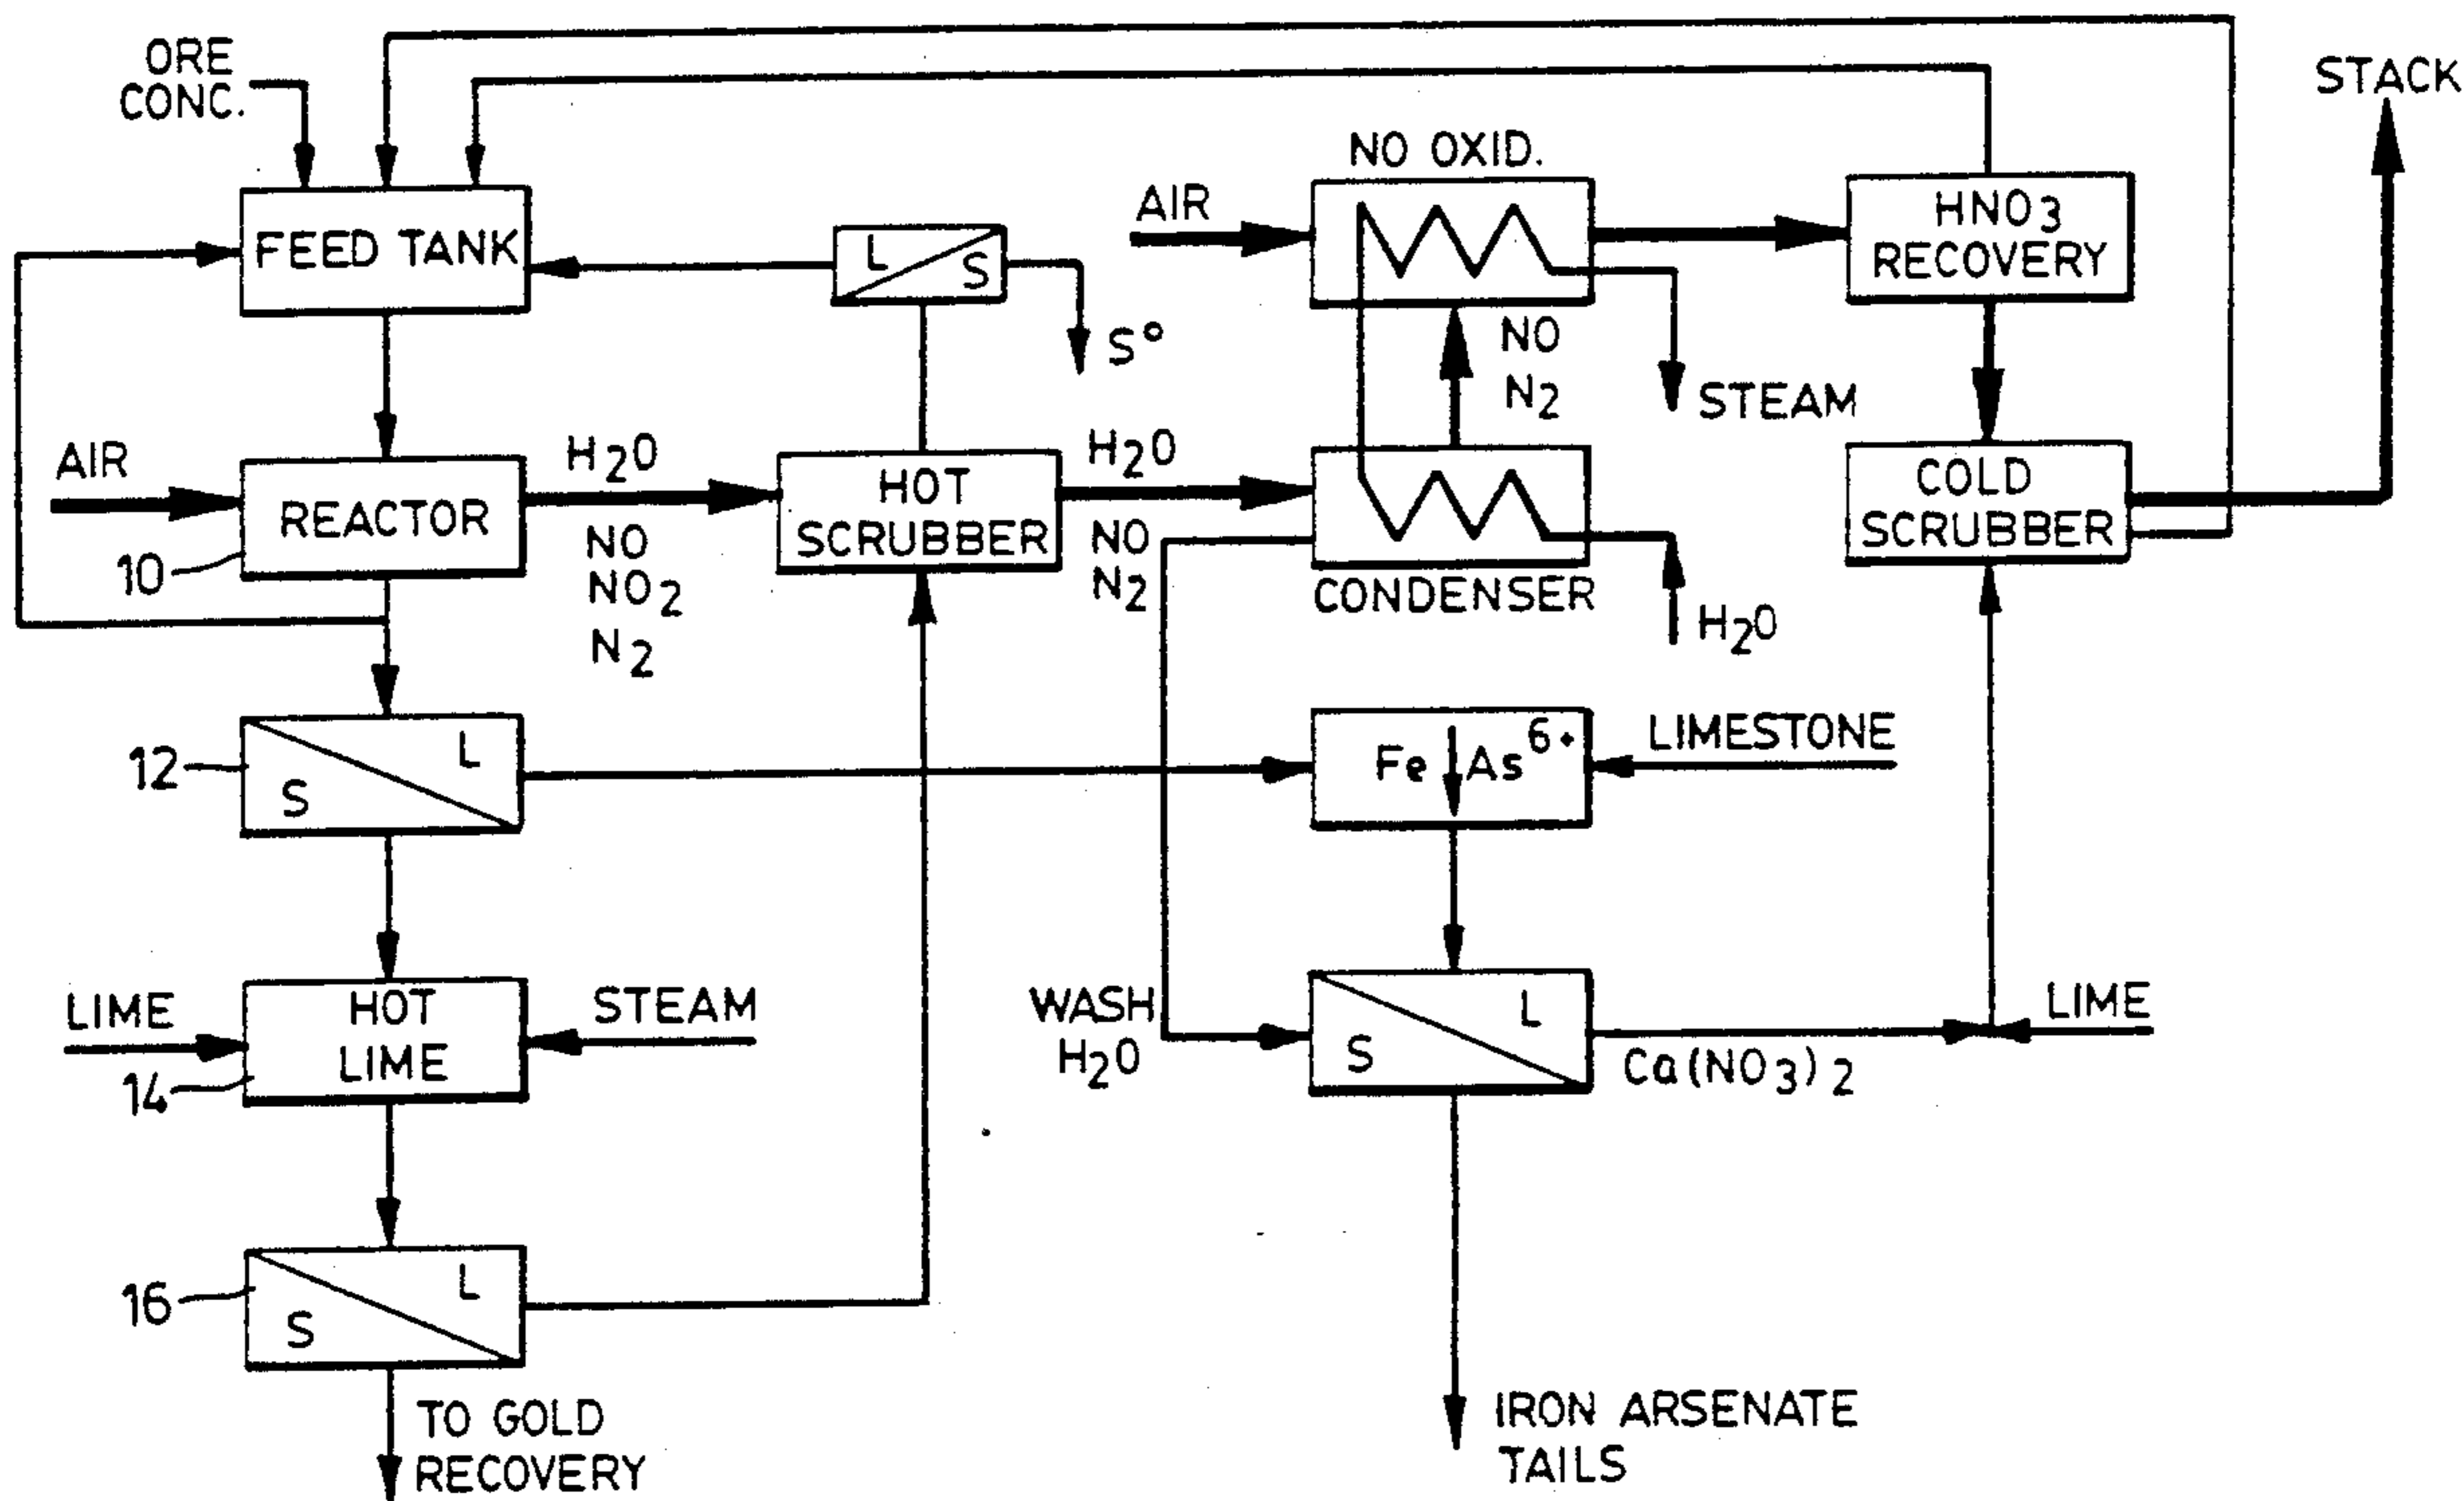 ORE
CONC.
STACK
NO OXID.
AIR
HNO3
RECOVERY
FEED TANK
L
S
S°
NO
N2
STEAM
AIR
REACTOR
10
H2O
NO
NO2
N2
HOT
SCRUBBER
H2O
NO
N2
CONDENSER
H2O
COLD
SCRUBBER
12
L
S
Fe As6+
LIMESTONE
LIME
HOT
LIME
14
STEAM
WASH
H2O
L
S
Ca(NO3)2
LIME
16
L
S
TO GOLD
RECOVERY
IRON ARSENATE
TAILS